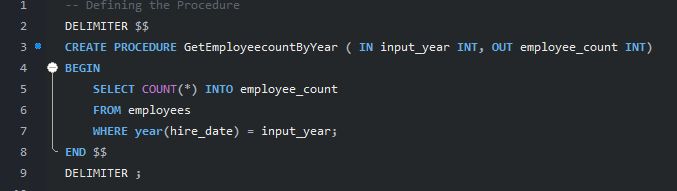 1 -- Defining the Procedure
2 DELIMITER $$
3 CREATE PROCEDURE GetEmployeecountByYear ( IN input_year INT, OUT employee_count INT)
4 BEGIN
5 SELECT COUNT(*) INTO employee_count
6 FROM employees
7 WHERE year(hire_date) = input_year;
8 END $$
9 DELIMITER ;